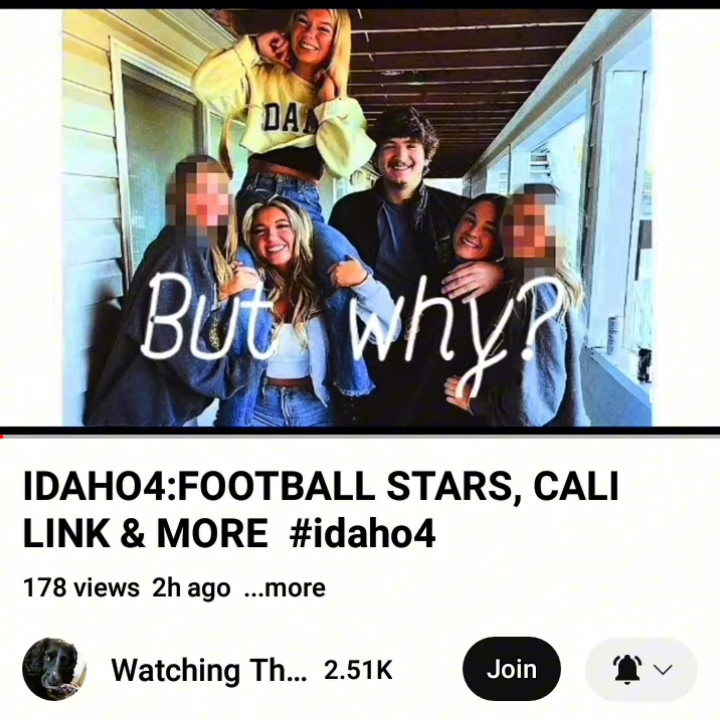 IDA
But why?
IDAHO4:FOOTBALL STARS, CALI
LINK & MORE #idaho4
178 views 2h ago ...more
Watching Th... 2.51K
Join